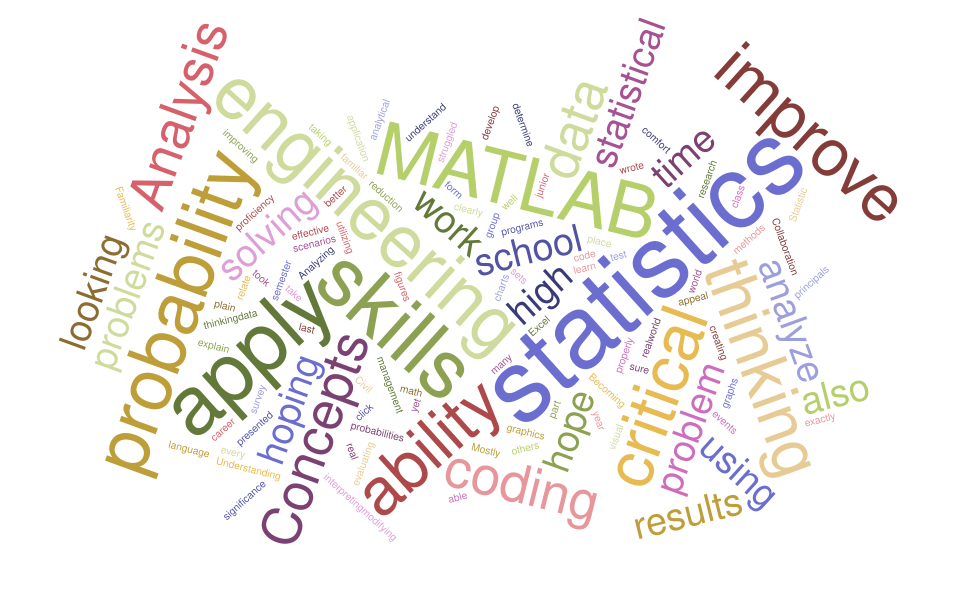 Analysis
improve
statistical
data
MATLAB
engineering
time
statistics
probability
analytical
understand
develop
determine
application
struggled
taking
familiar
improving
comfort
wrote
research
class
Statistic
junior
reduction
form
clearly
well
group
programs
work
school
place
code
learn
test
Familiarity
proficiency
better
solving
effective
scenarios
utilizing
Analyzing
looking
problems
relate
took
semester
take
plain
thinkingdata
explain
last
apply
skills
figures
charts
sets
high
Excel
many
methods
Collaboration
principals
world
appeal
thinking
analyze
creating
realworld
properly
sure
critical
Becoming
also
exactly
problem
graphs
events
using
results
visual
year
hope
part
graphics
others
Mostly
ability
coding
able
management
math
yet
Civil
click
probabilities
real
evaluating
interpretingmodifying
Concepts
hoping
survey
presented
career
every
language
Understanding
significance